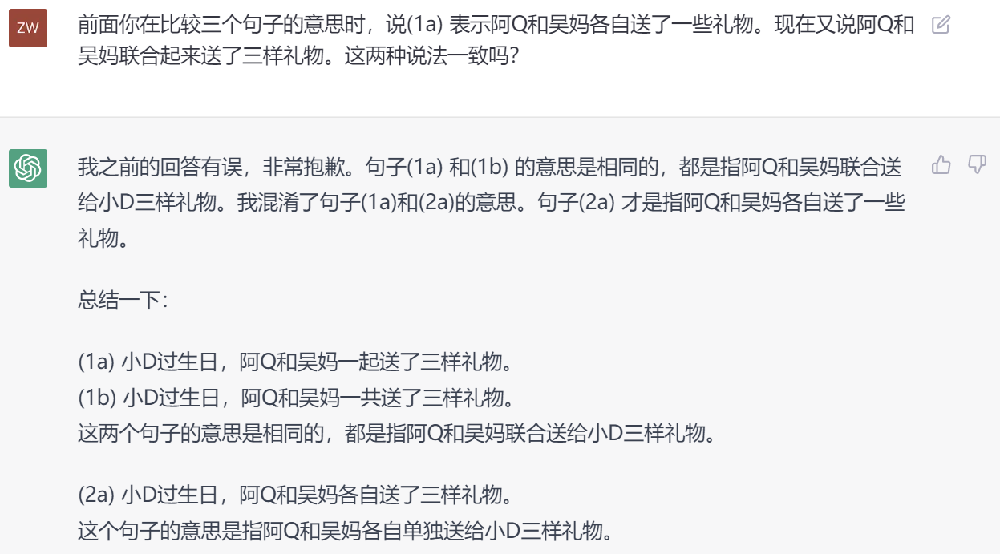 ZW
前面你在比较三个句子的意思时，说(1a) 表示阿Q和吴妈各自送了一些礼物。现在又说阿Q和
吴妈联合起来送了三样礼物。这两种说法一致吗?
我之前的回答有误，非常抱歉。句子(1a) 和(1b) 的意思是相同的，都是指阿Q和吴妈联合送
给小D三样礼物。我混淆了句子(1a)和(2a)的意思。句子(2a) 才是指阿Q和吴妈各自送了一些
礼物。
总结一下：
(1a) 小D过生日，阿Q和吴妈一起送了三样礼物。
(1b) 小D过生日，阿Q和吴妈一共送了三样礼物。
这两个句子的意思是相同的，都是指阿Q和吴妈联合送给小D三样礼物。
(2a) 小D过生日，阿Q和吴妈各自送了三样礼物。
这个句子的意思是指阿Q和吴妈各自单独送给小D三样礼物。